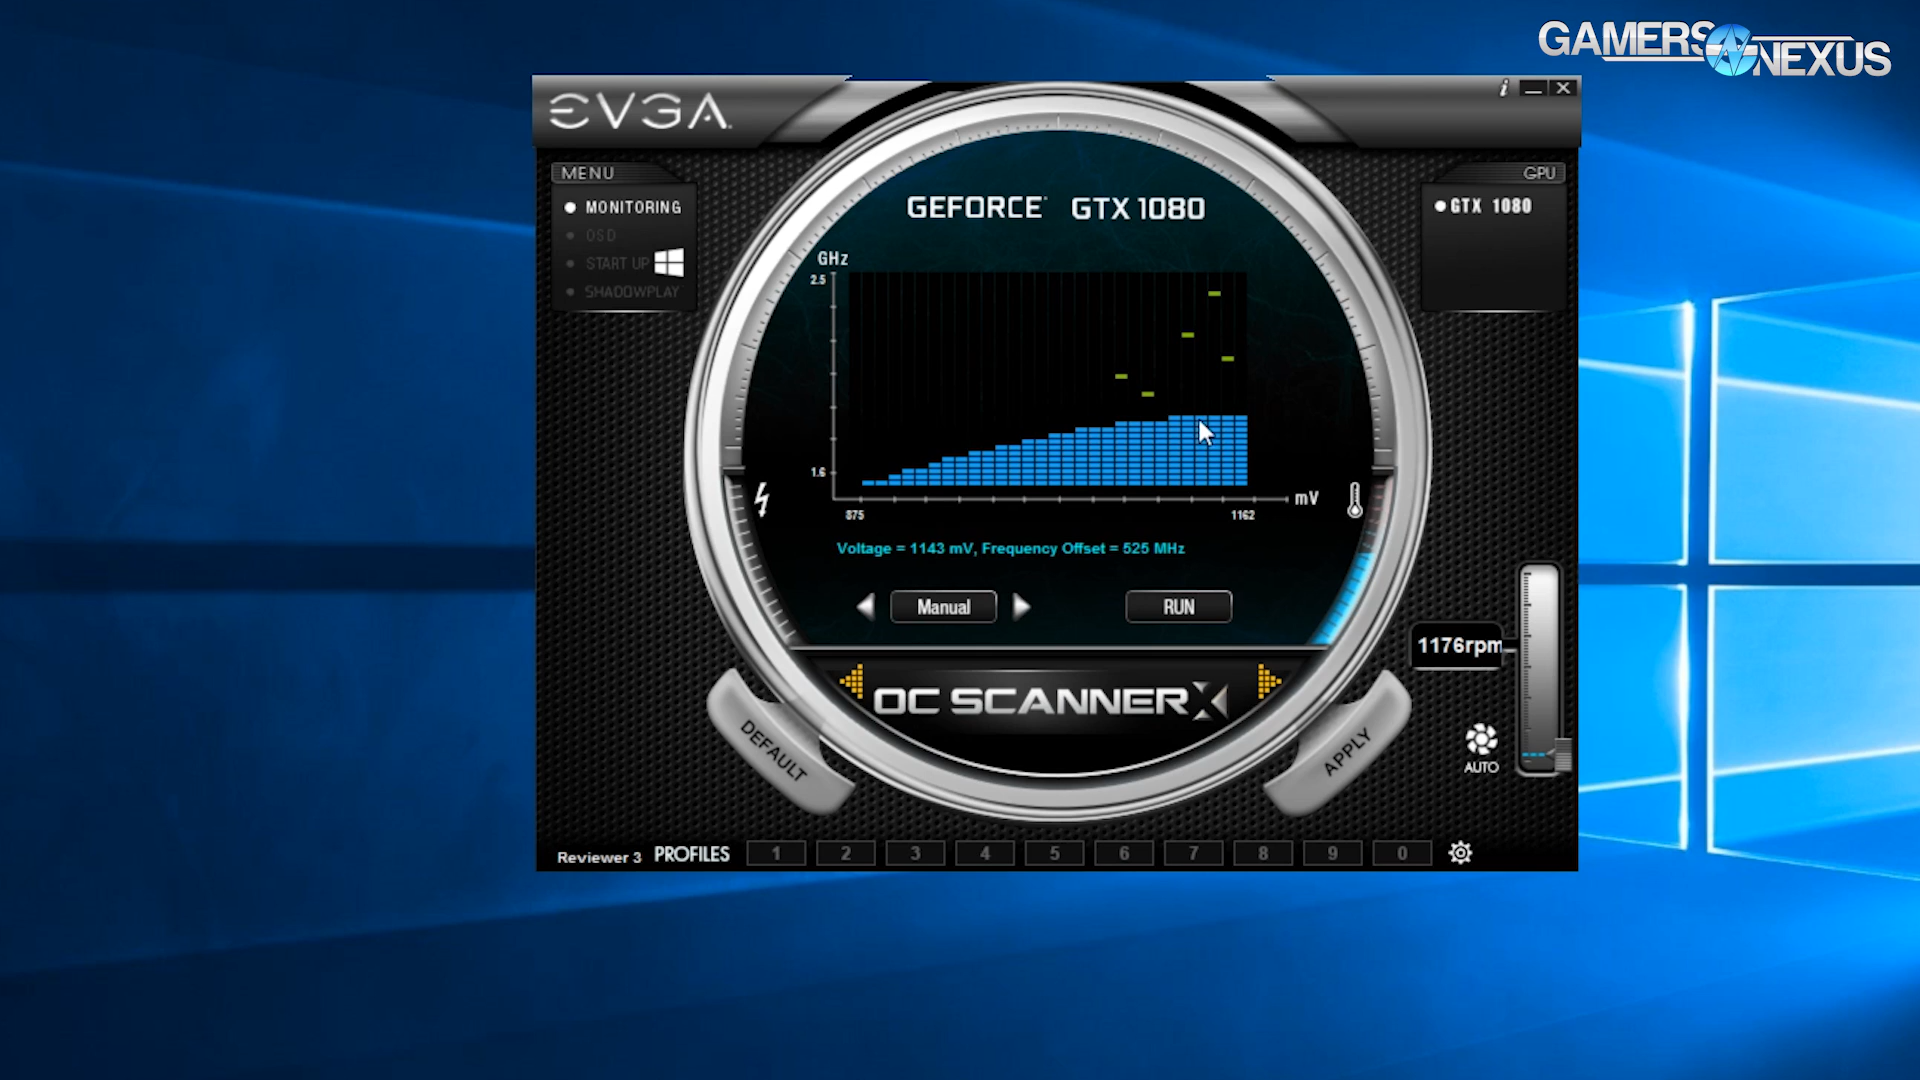 GAMERS NEXUS
EVGA
i
MENU
MONITORING
OSD
START UP
SHADOWPLAY
GPU
GTX 1080
GEFORCE GTX 1080
GHz
2.5
1.6
mV
875
1162
Voltage = 1143 mV, Frequency Offset = 525 MHz
Manual
RUN
OC SCANNER X
DEFAULT
APPLY
1176rpm
AUTO
Reviewer 3 PROFILES 1 2 3 4 5 6 7 8 9 0